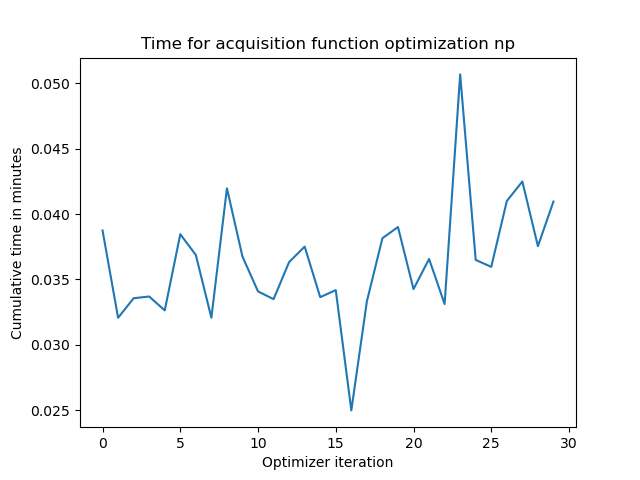 Time for acquisition function optimization np
Cumulative time in minutes
0.050
0.045
0.040
0.035
0.030
0.025
0 5 10 15 20 25 30
Optimizer iteration